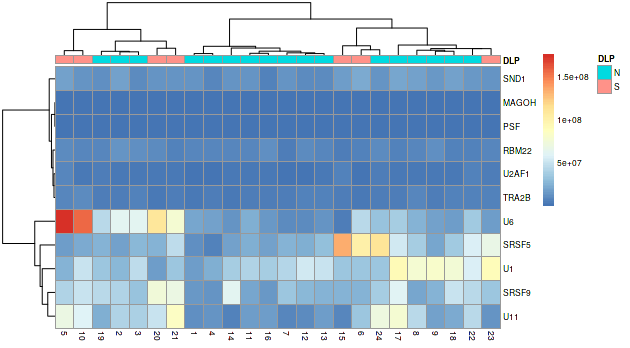 DLP
DLP
N
S
SND1
MAGOH
PSF
RBM22
U2AF1
TRA2B
U6
SRSF5
U1
SRSF9
U11
1.5e+08
1e+08
5e+07
5 10 19 2 3 20 21 1 4 14 11 16 7 12 13 15 6 24 17 8 9 18 22 23